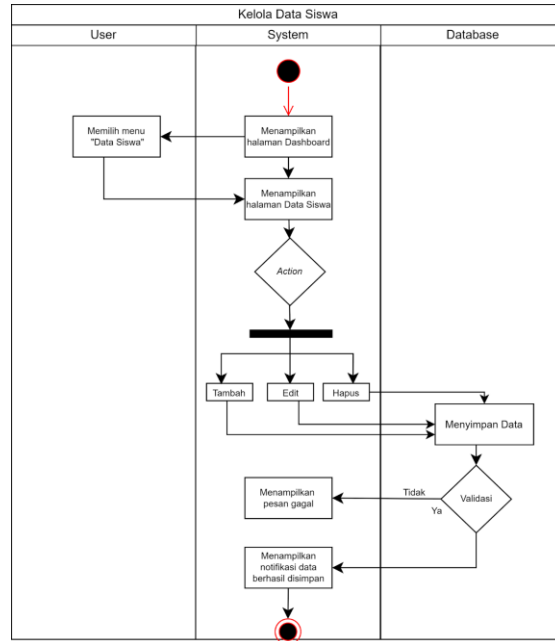 Kelola Data Siswa
User
System
Database
Memilih menu
"Data Siswa"
Menampilkan
halaman Dashboard
Menampilkan
halaman Data Siswa
Action
Tambah
Edit
Hapus
Menyimpan Data
Menampilkan
pesan gagal
Tidak
Ya
Validasi
Menampilkan
notifikasi data
berhasil disimpan